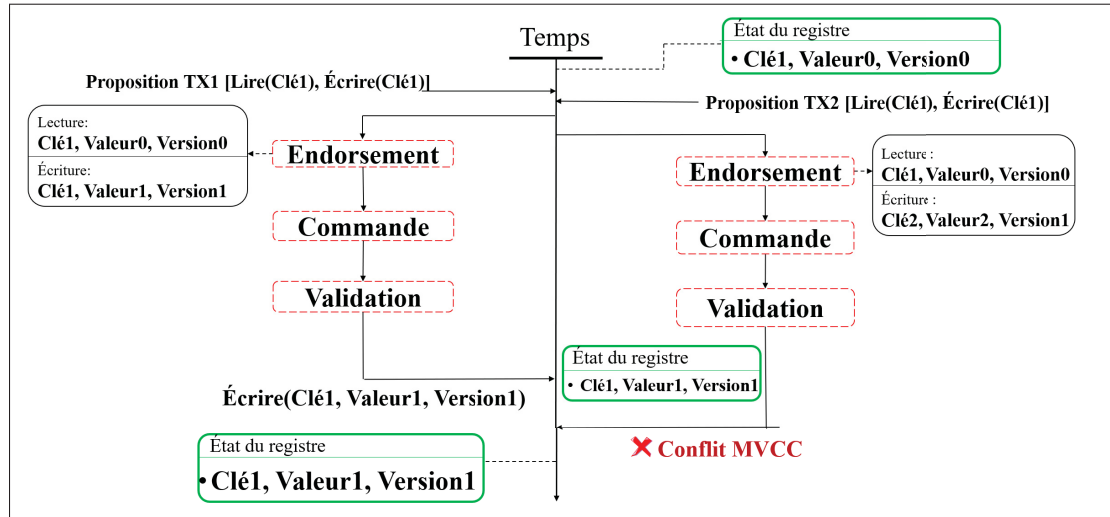 Temps
État du registre
• Clé1, Valeur0, Version0
Proposition TX1 [Lire(Clé1), Écrire(Clé1)]
Proposition TX2 [Lire(Clé1), Écrire(Clé1)]
Lecture:
Clé1, Valeur0, Version0
Écriture:
Clé1, Valeur1, Version1
Endorsement
Commande
Validation
Endorsement
Commande
Validation
Lecture :
Clé1, Valeur0, Version0
Écriture :
Clé2, Valeur2, Version1
État du registre
• Clé1, Valeur1, Version1
Écrire(Clé1, Valeur1, Version1)
Conflit MVCC
État du registre
• Clé1, Valeur1, Version1